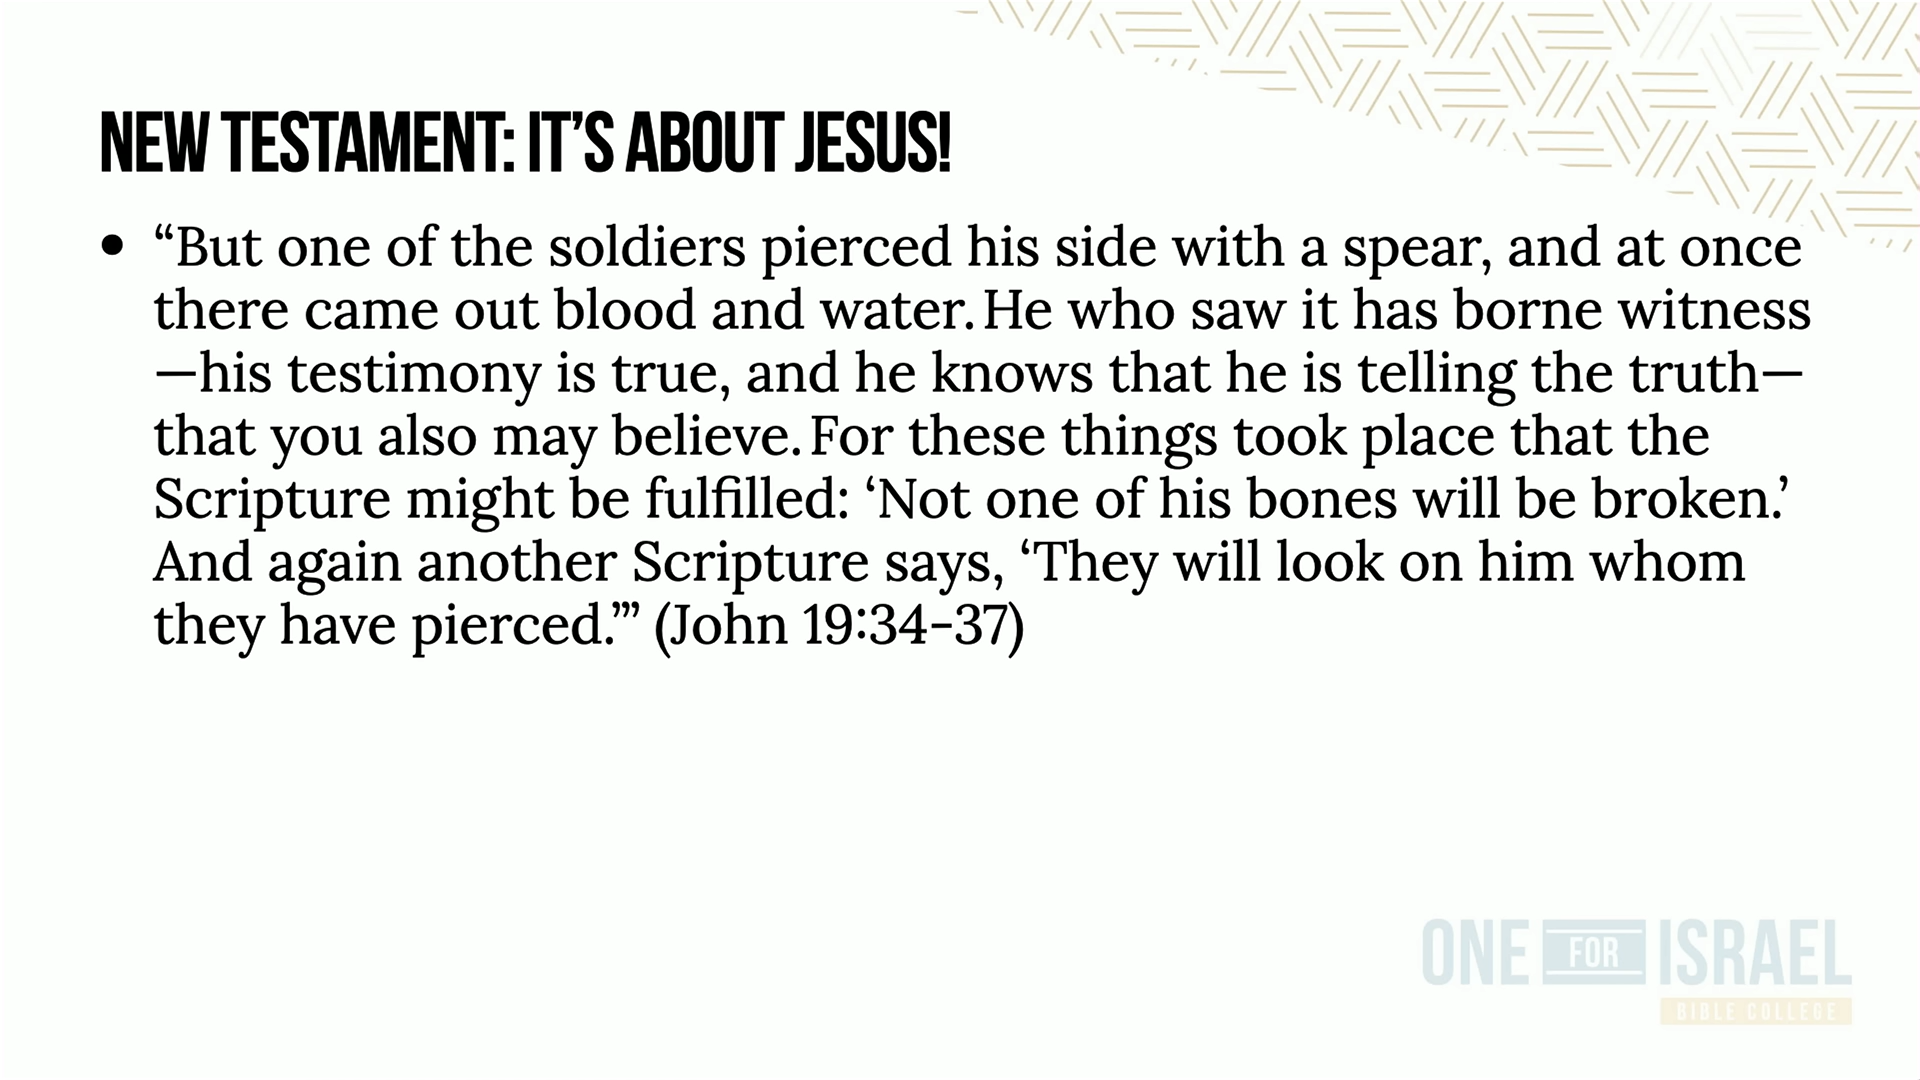 NEW TESTAMENT: IT’S ABOUT JESUS!
• “But one of the soldiers pierced his side with a spear, and at once
there came out blood and water. He who saw it has borne witness
—his testimony is true, and he knows that he is telling the truth—
that you also may believe. For these things took place that the
Scripture might be fulfilled: ‘Not one of his bones will be broken.’
And again another Scripture says, ‘They will look on him whom
they have pierced.’” (John 19:34-37)
ONE FOR ISRAEL
BIBLE COLLEGE